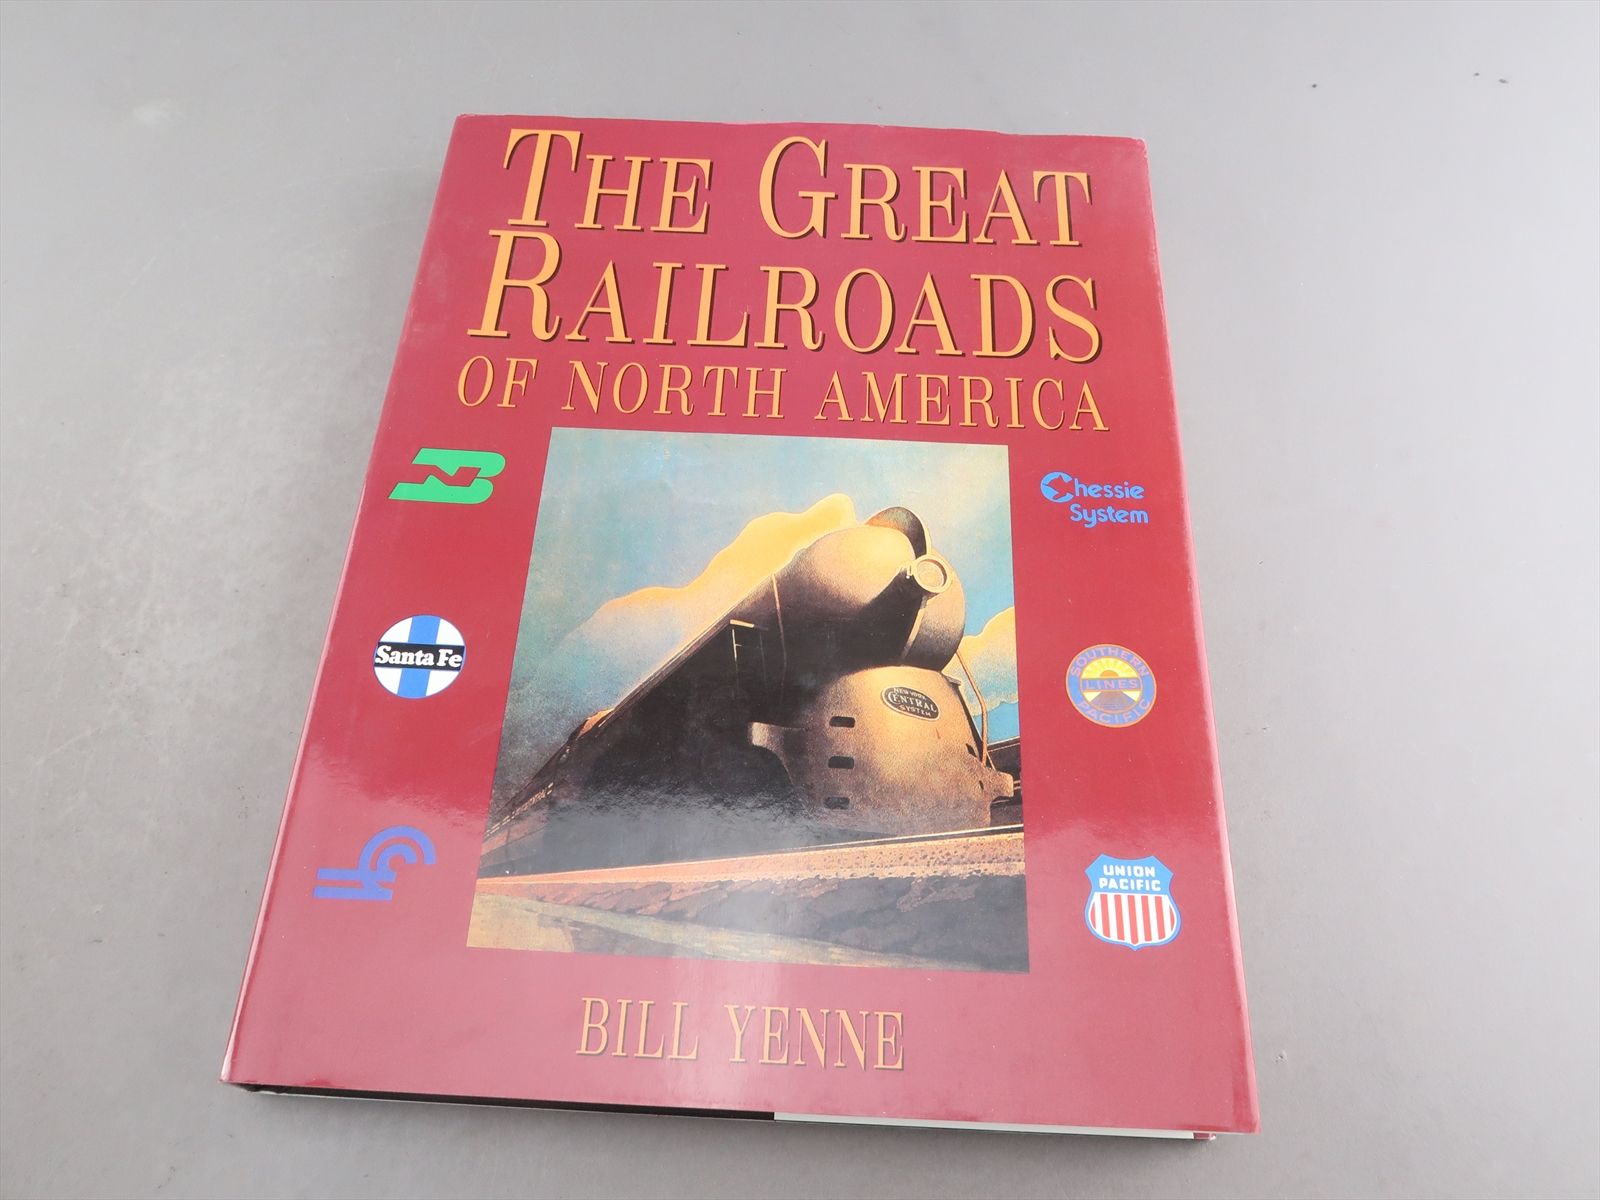 THE GREAT
RAILROADS
OF NORTH AMERICA
BN
Chessie
System
NEW YORK
CENTRAL
SYSTEM
Santa Fe
SOUTHERN
LINES
PACIFIC
UNION
PACIFIC
BILL YENNE